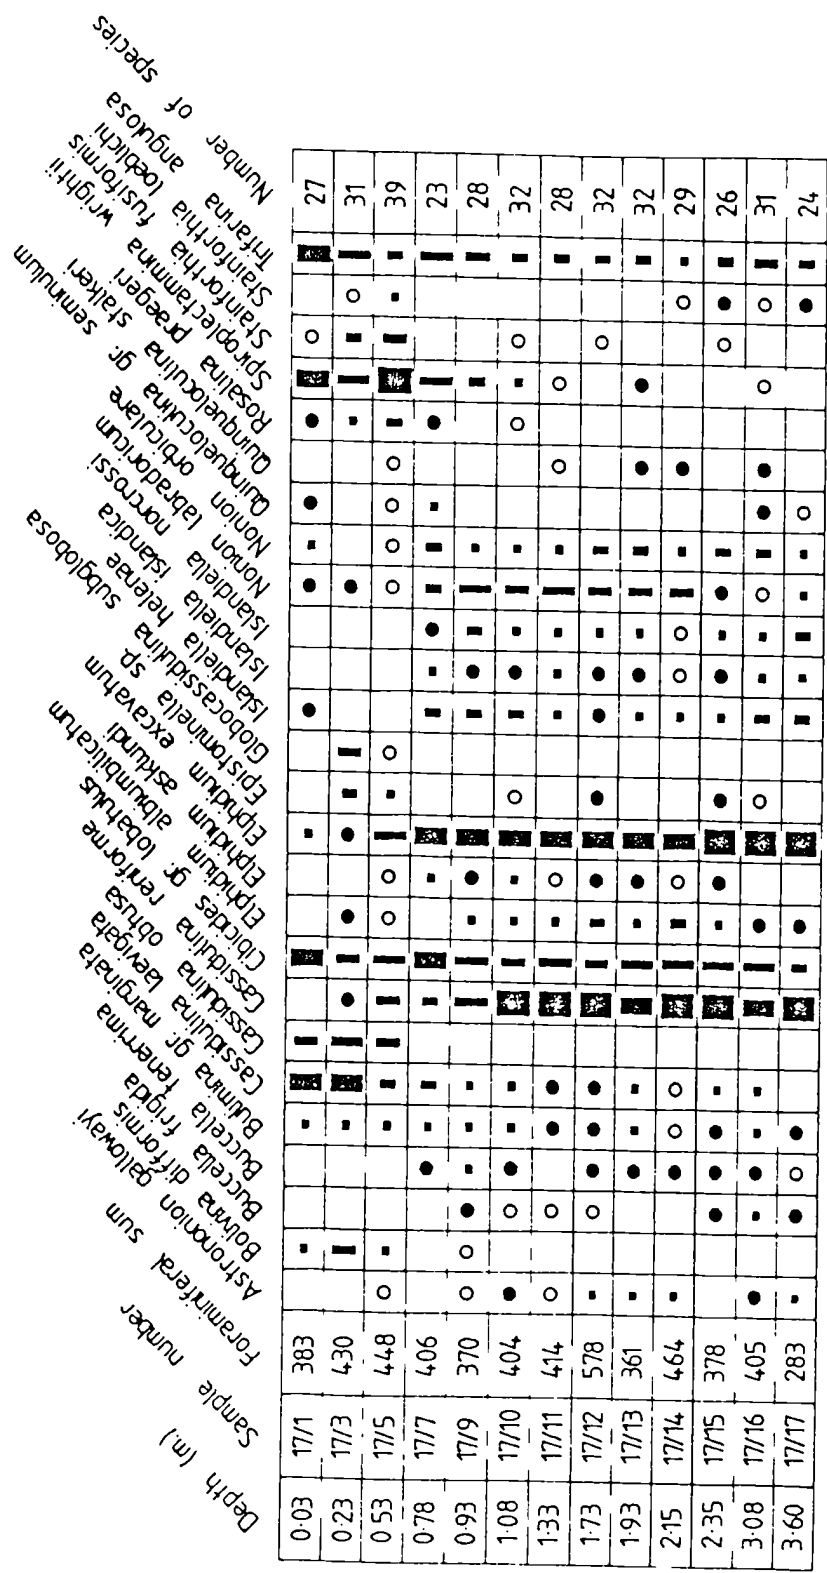 Depth (m.)
Sample number
Foraminiferal sum
Astrononion gallowayi
Bolivina difformis
Buccella frigida
Buccella tenerrima
Bulimina gr. marginata
Cassidulina laevigata
Cassidulina obtusa
Cassidulina reniforme
Cibicides gr. lobatulus
Elphidium albiumbilicatum
Elphidium asklundi
Elphidium excavatum
Epistominella sp.
Globocassidulina subglobosa
Islandiella helenae
Islandiella islandica
Islandiella norcrossi
Nonion labradoricum
Nonion orbiculare
Quinqueloculina gr. seminulum
Quinqueloculina stalkeri
Rosalina praegeri
Spiroplectammina wrightii
Stainforthia fusiformis
Stainforthia loeblichi
Trifarina angulosa
Number of species
0·03 17/1 383 27
0·23 17/3 430 31
0·53 17/5 448 39
0·78 17/7 406 23
0·93 17/9 370 28
1·08 17/10 404 32
1·33 17/11 414 28
1·73 17/12 578 32
1·93 17/13 361 32
2·15 17/14 464 29
2·35 17/15 378 26
3·08 17/16 405 31
3·60 17/17 283 24